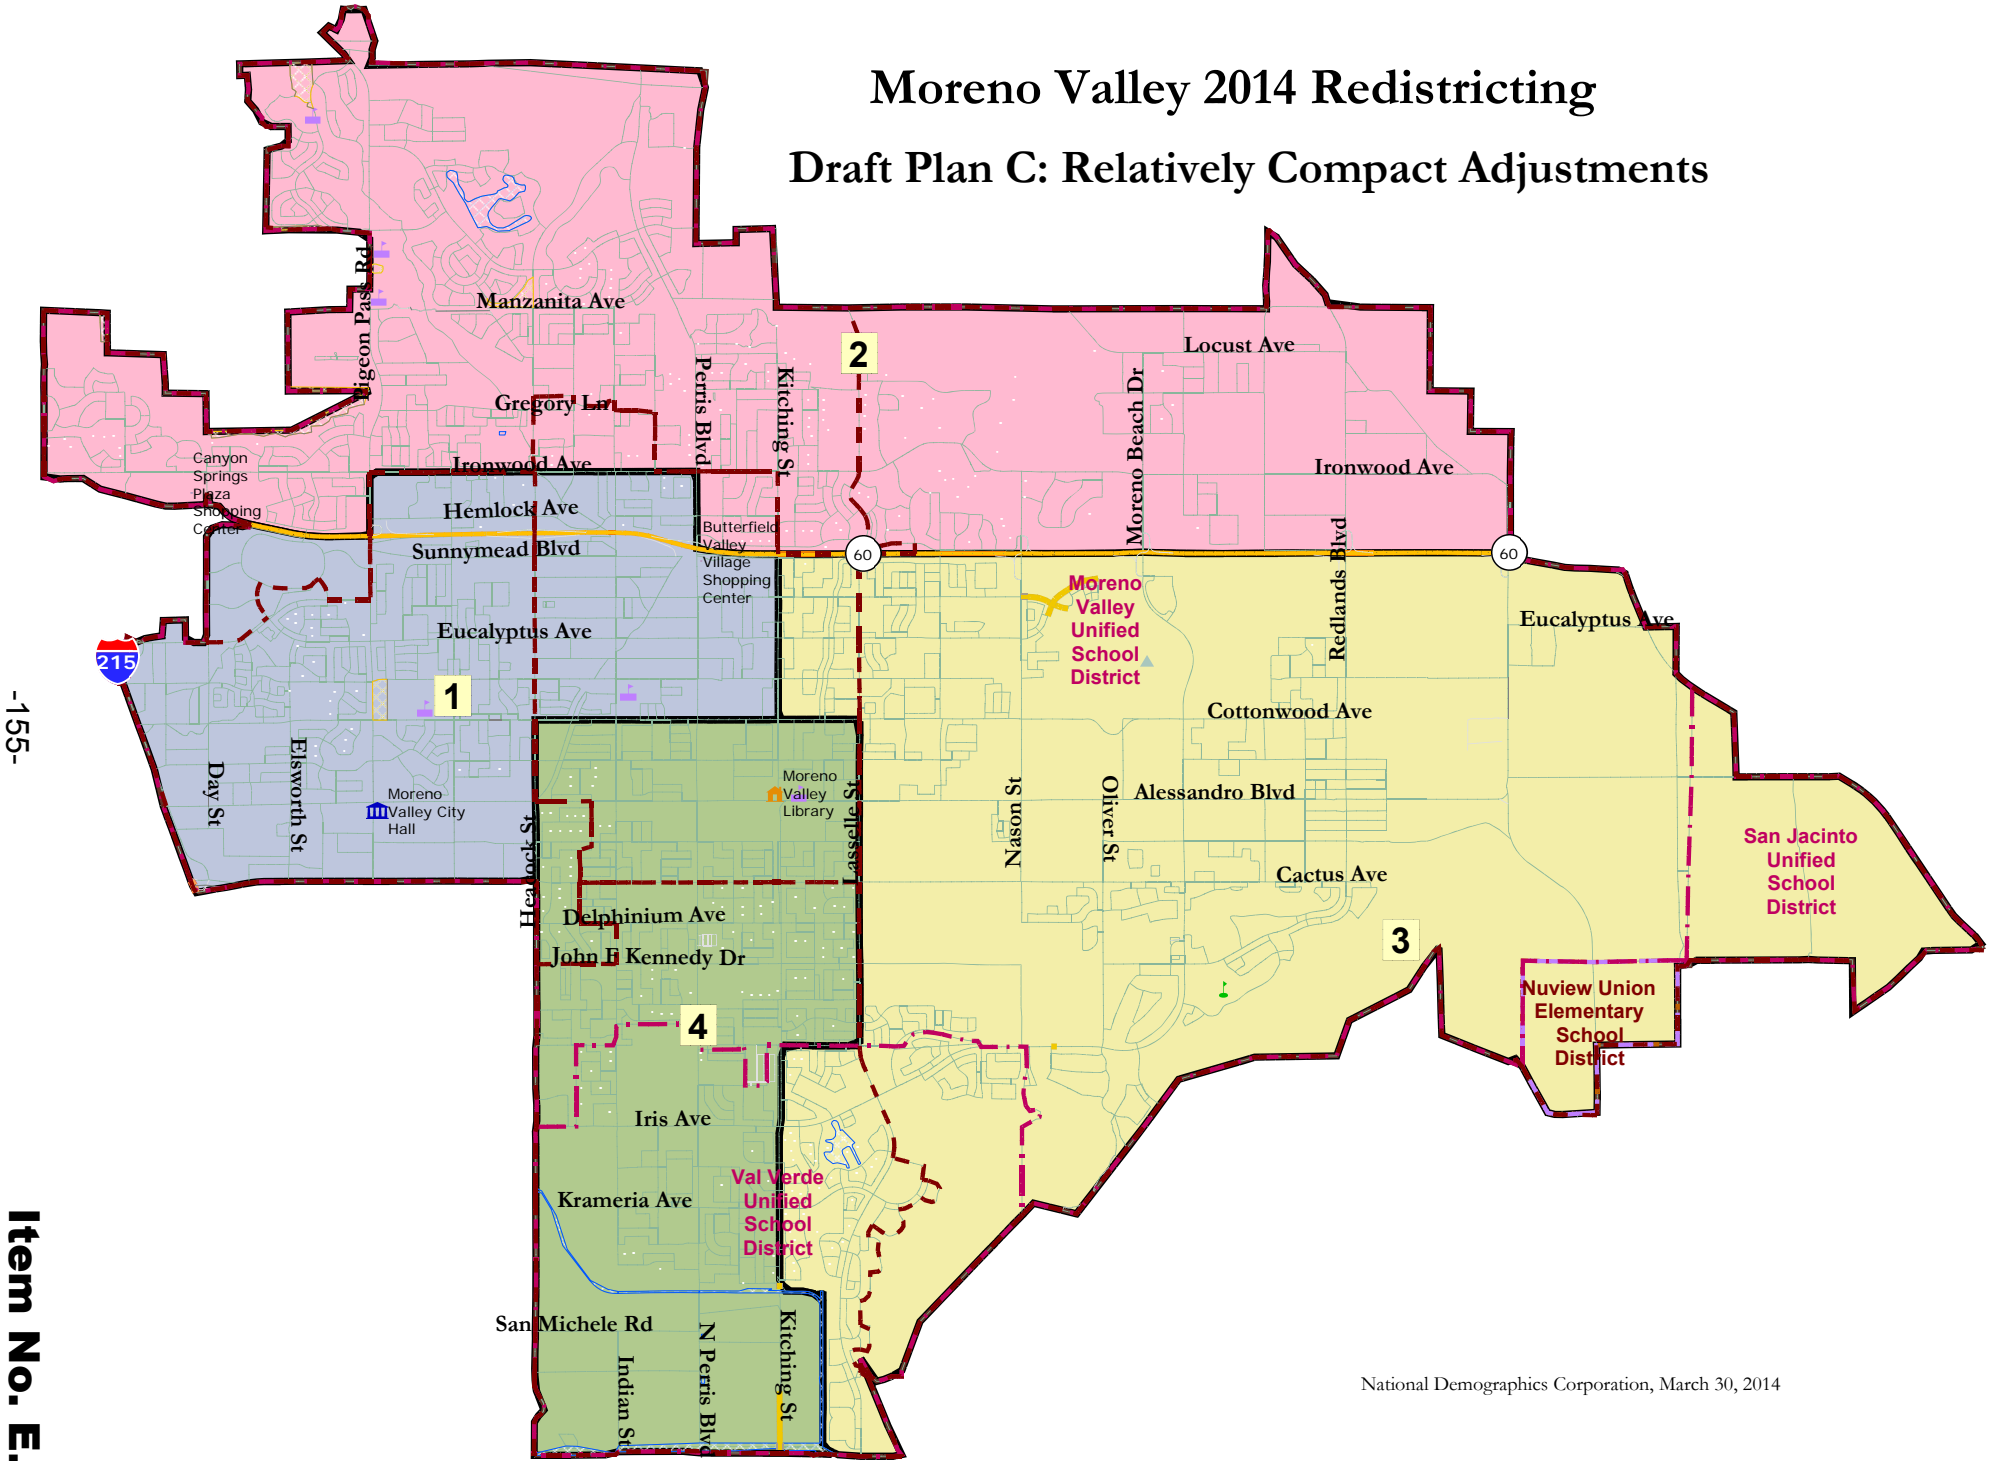 Moreno Valley 2014 Redistricting
Draft Plan C: Relatively Compact Adjustments
Pigeon Pass Rd
Manzanita Ave
2
Locust Ave
Gregory Ln
Perris Blvd
Kitching St
Moreno Beach Dr
Canyon
Springs
Plaza
Shopping
Center
Ironwood Ave
Ironwood Ave
Hemlock Ave
Sunnymead Blvd
Butterfield
Valley
Village
Shopping
Center
60
60
Redlands Blvd
Moreno
Valley
Unified
School
District
Eucalyptus Ave
Eucalyptus Ave
215
1
Cottonwood Ave
Day St
Elsworth St
Moreno
Valley City
Hall
Heacock St
Moreno
Valley
Library
Lasselle St
Nason St
Oliver St
Alessandro Blvd
Cactus Ave
San Jacinto
Unified
School
District
Delphinium Ave
John F Kennedy Dr
3
Nuview Union
Elementary
School
District
4
Iris Ave
Val Verde
Unified
School
District
Krameria Ave
San Michele Rd
Indian St
N Perris Blvd
Kitching St
National Demographics Corporation, March 30, 2014
-155-
Item No. E.